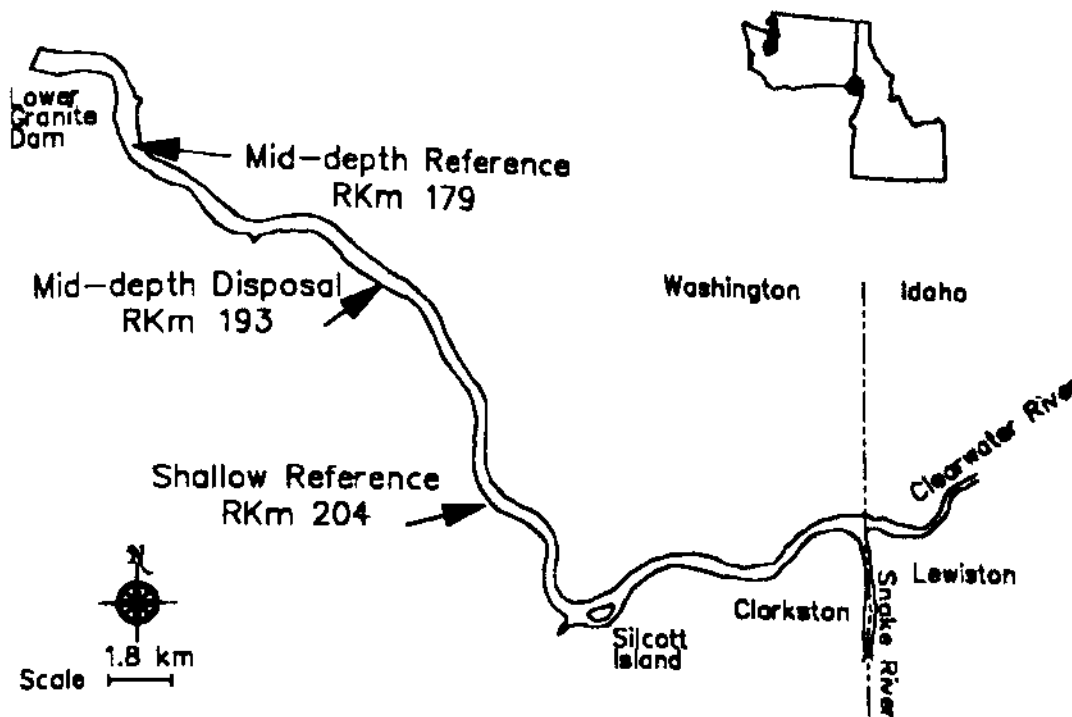 Lower
Granite
Dam
Mid-depth Reference
RKm 179
Mid-depth Disposal
RKm 193
Washington
Idaho
Clearwater River
Shallow Reference
RKm 204
N
Lewiston
Clarkston
Snake River
Silcott
Island
1.8 km
Scale